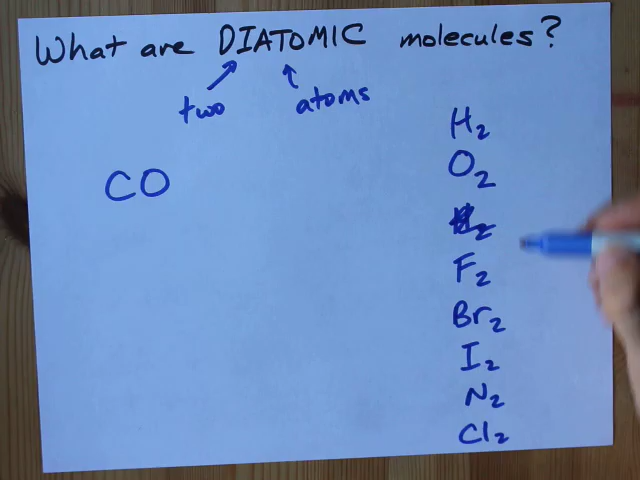 What are DIATOMIC molecules?
two atoms
CO
H₂
O₂
F₂
Br₂
I₂
N₂
Cl₂